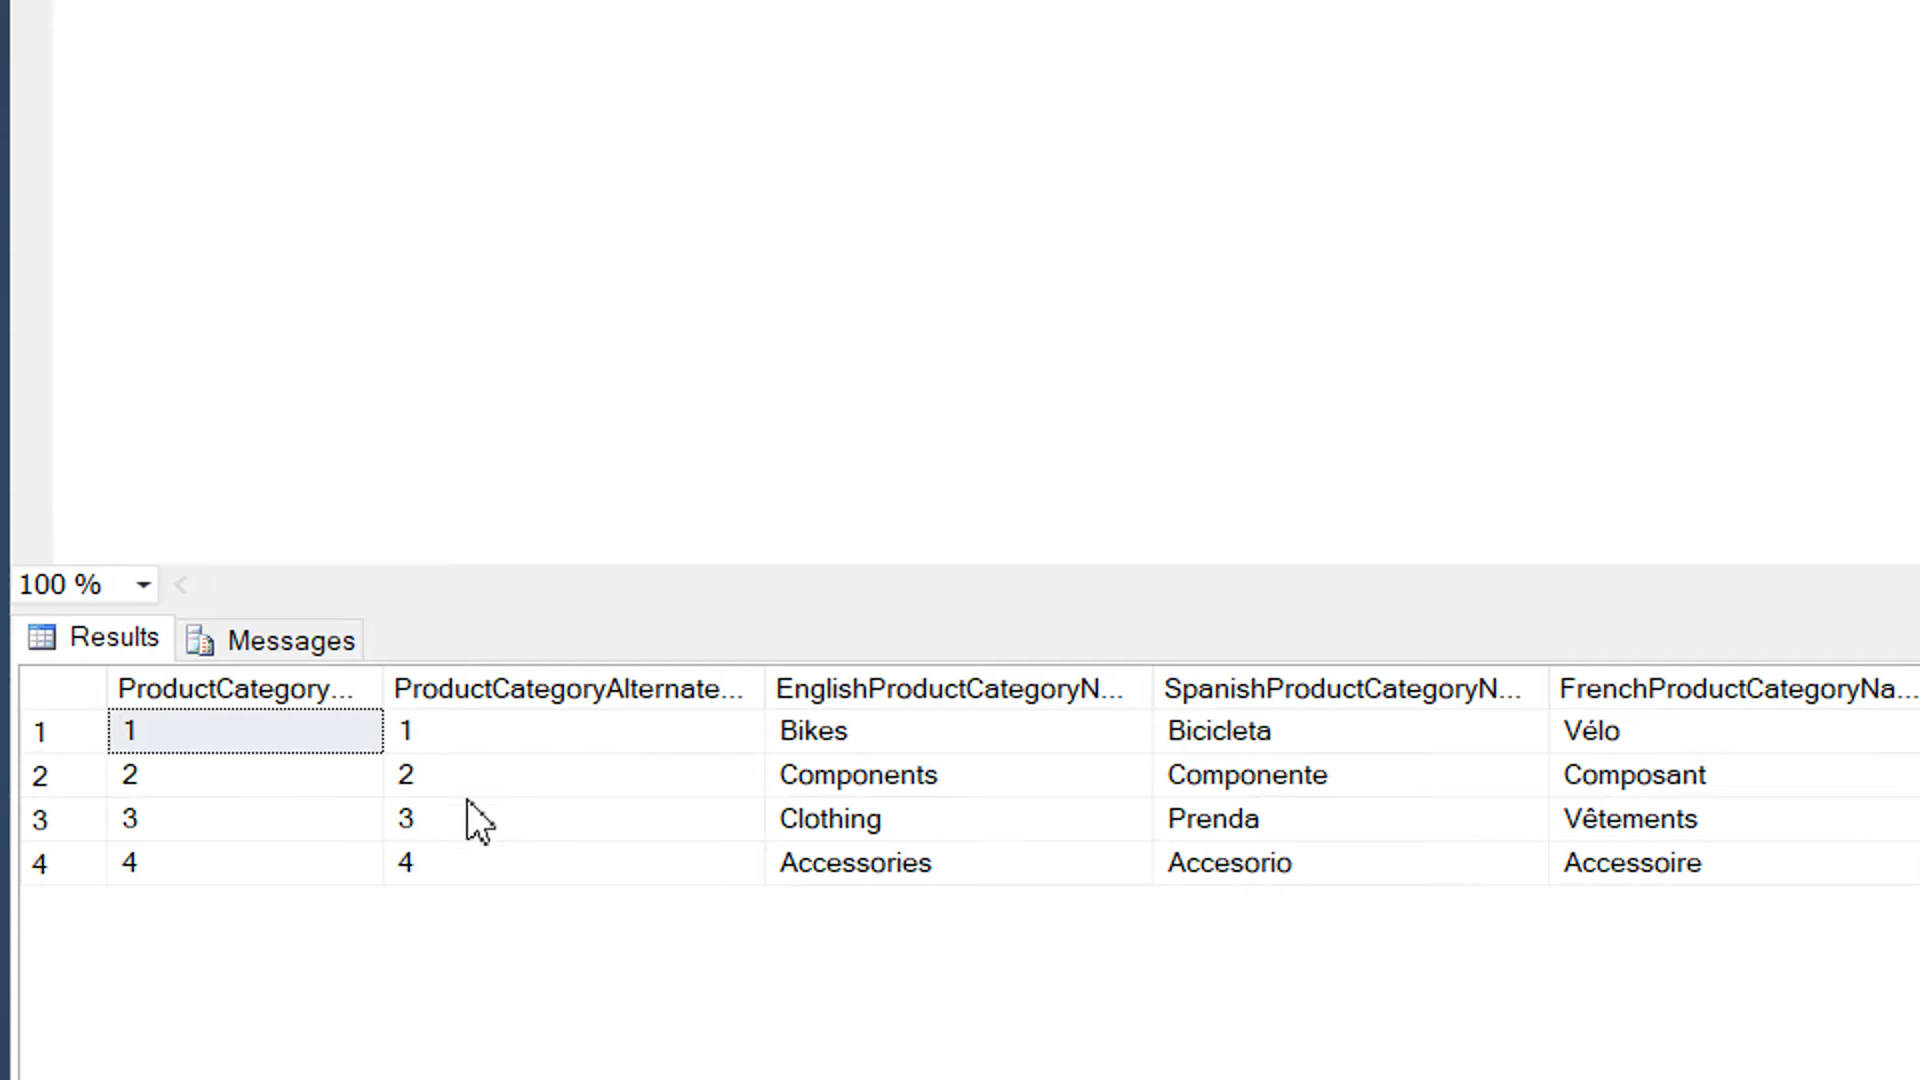 100 %
Results Messages
ProductCategory... ProductCategoryAlternate... EnglishProductCategoryN... SpanishProductCategoryN... FrenchProductCategoryNa...
1 1 1 Bikes Bicicleta Vélo
2 2 2 Components Componente Composant
3 3 3 Clothing Prenda Vêtements
4 4 4 Accessories Accesorio Accessoire